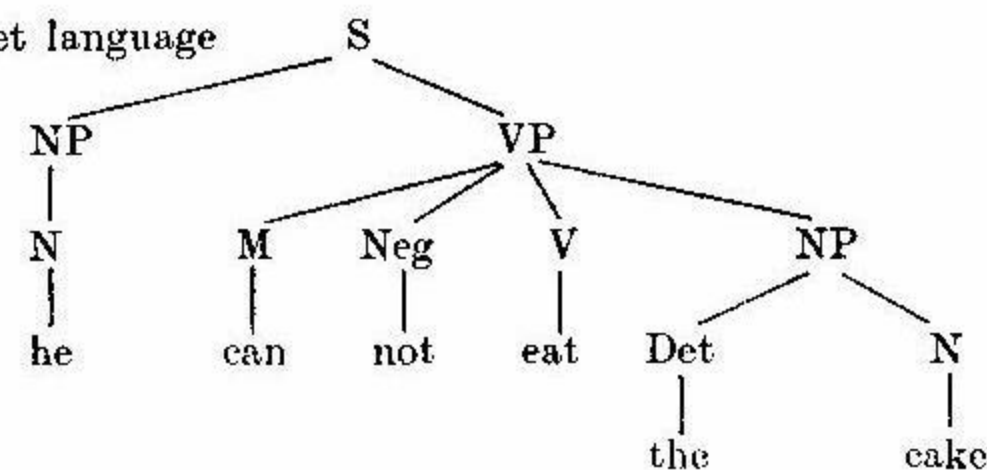 et language S
NP VP
N M Neg V NP
he can not eat Det N
the cake